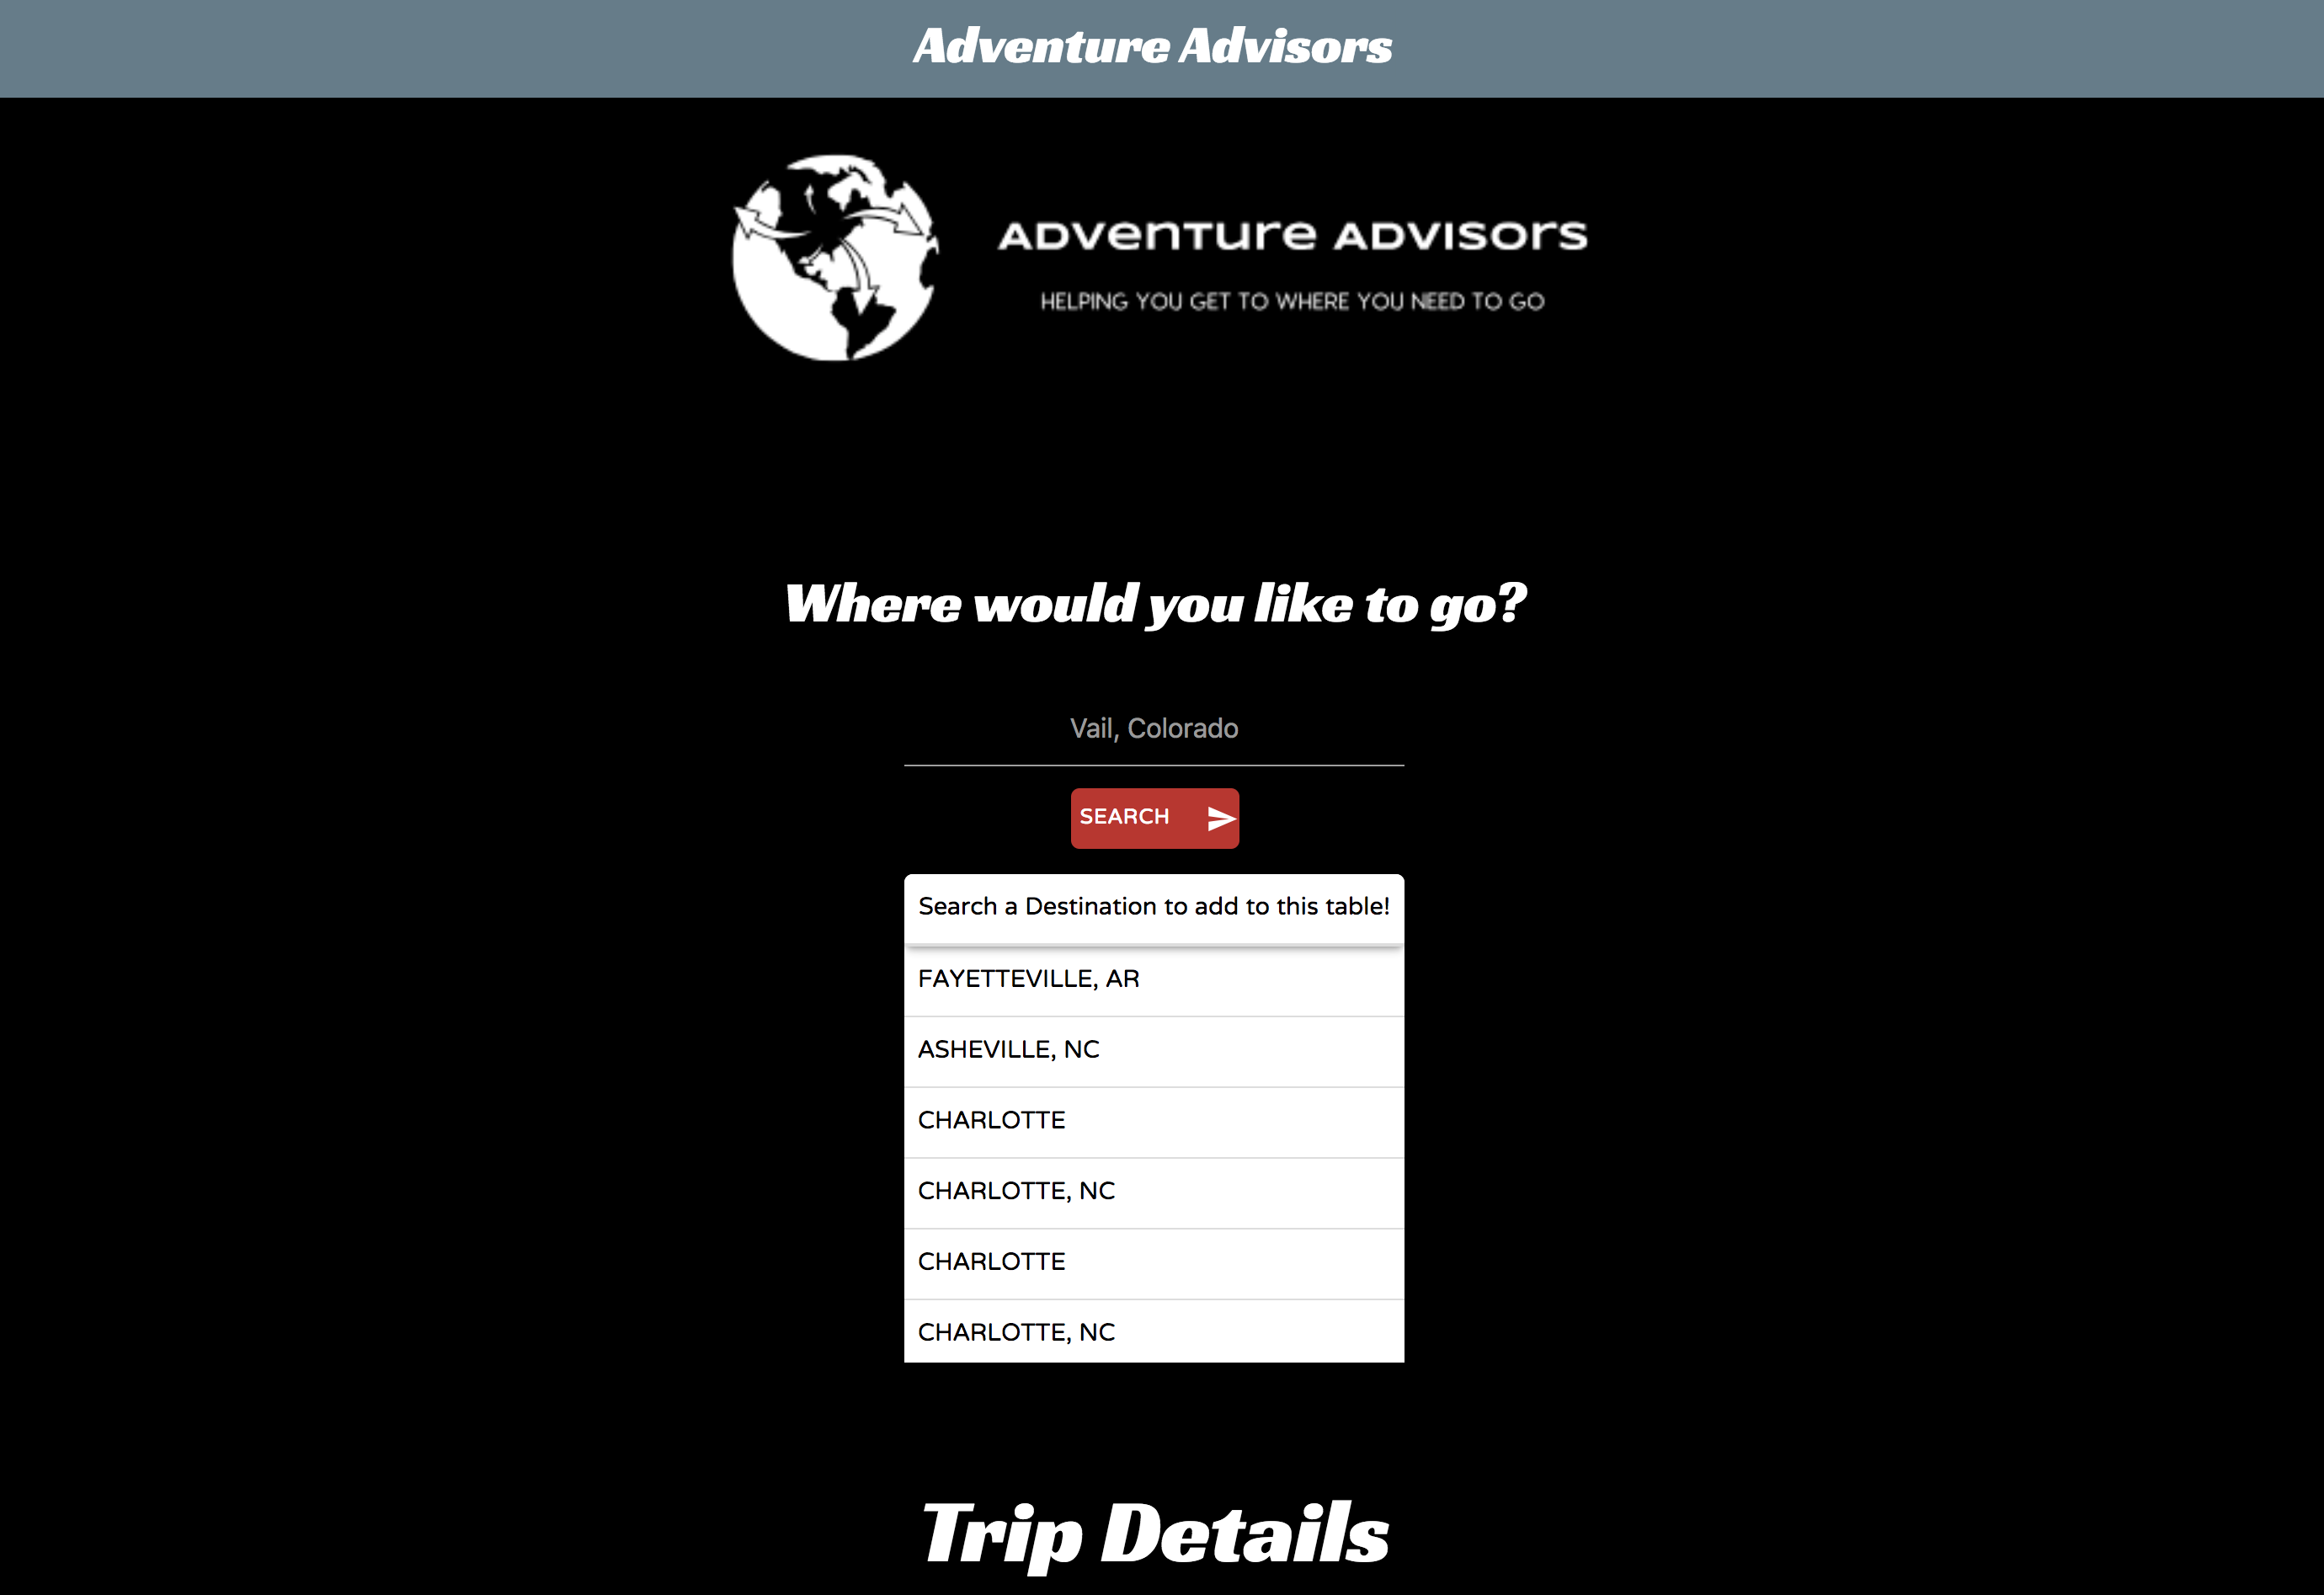 Adventure Advisors
ADVenTure ADVISOrS
HELPING YOU GET TO WHERE YOU NEED TO GO
Where would you like to go?
Vail, Colorado
SEARCH
Search a Destination to add to this table!
FAYETTEVILLE, AR
ASHEVILLE, NC
CHARLOTTE
CHARLOTTE, NC
CHARLOTTE
CHARLOTTE, NC
Trip Details